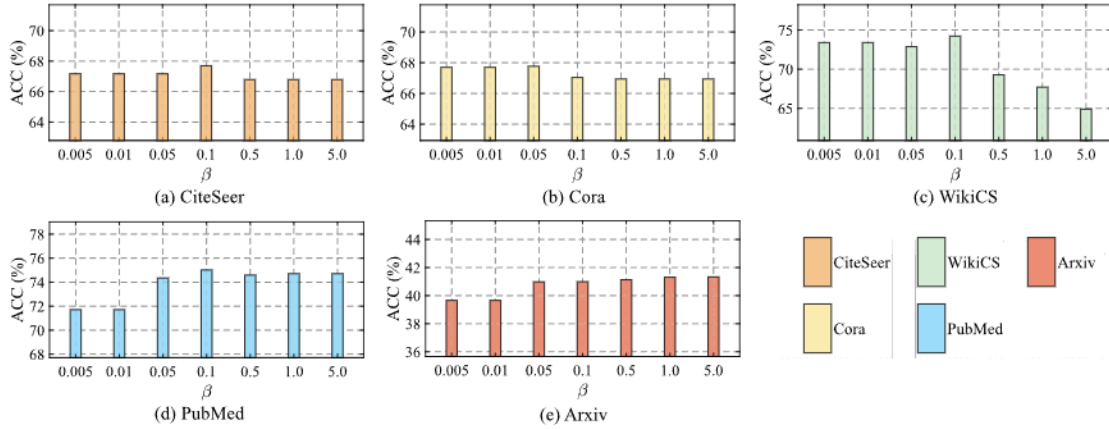 ACC (%)
70
68
66
64
0.005 0.01 0.05 0.1 0.5 1.0 5.0
β
(a) CiteSeer
ACC (%)
70
68
66
64
0.005 0.01 0.05 0.1 0.5 1.0 5.0
β
(b) Cora
ACC (%)
75
70
65
0.005 0.01 0.05 0.1 0.5 1.0 5.0
β
(c) WikiCS
ACC (%)
78
76
74
72
70
68
0.005 0.01 0.05 0.1 0.5 1.0 5.0
β
(d) PubMed
ACC (%)
44
42
40
38
36
0.005 0.01 0.05 0.1 0.5 1.0 5.0
β
(e) Arxiv
CiteSeer WikiCS Arxiv
Cora PubMed